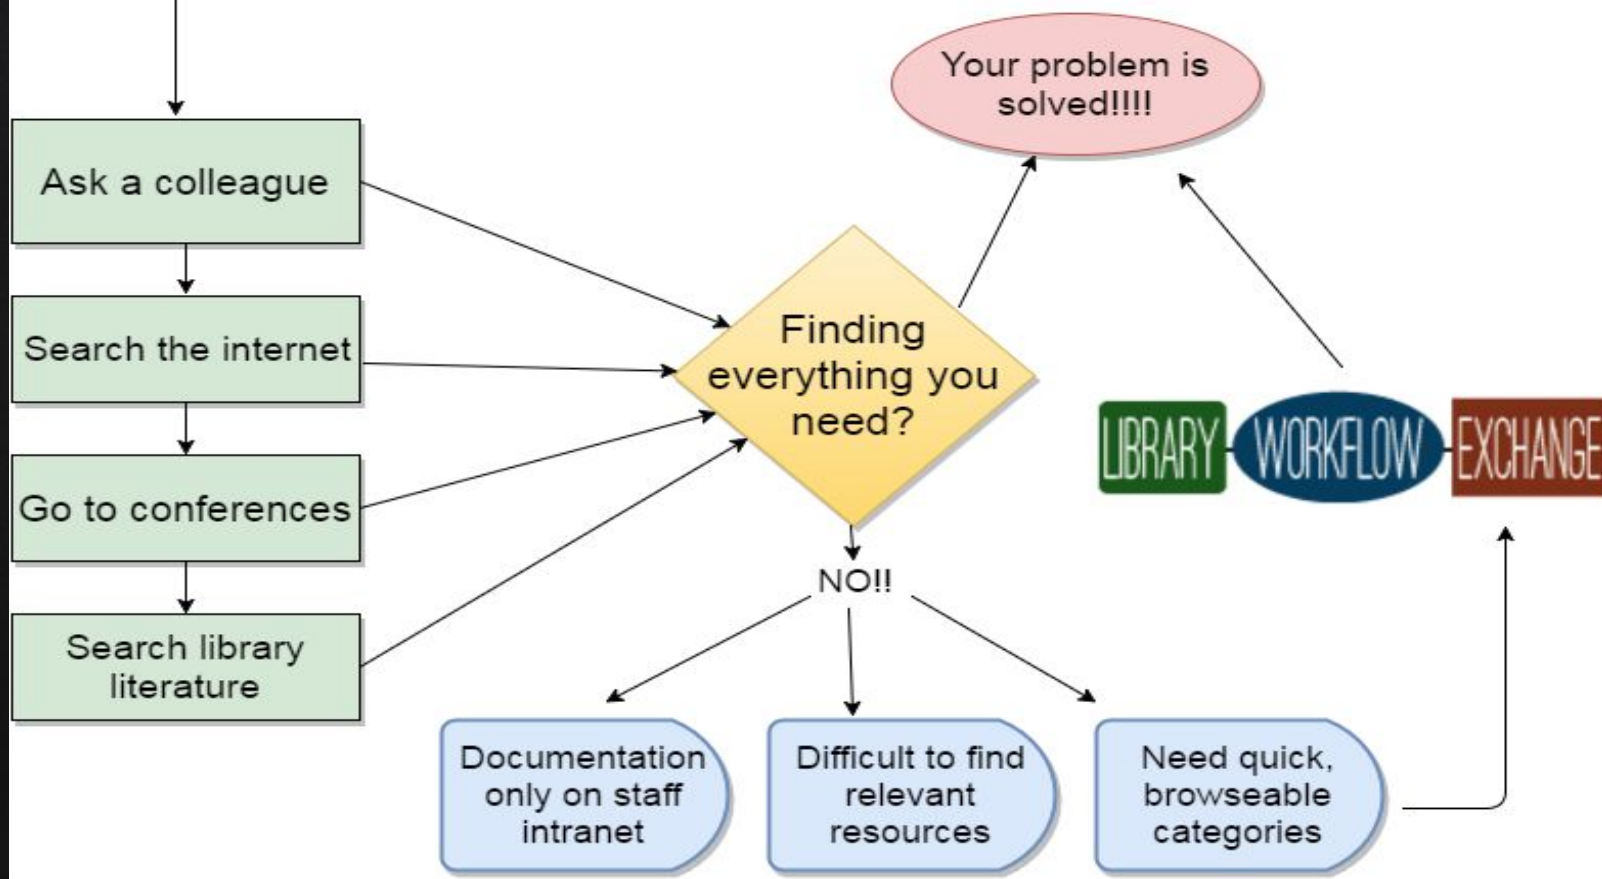 Your problem is
solved!!!!
Ask a colleague
Search the internet
Go to conferences
Search library
literature
Finding
everything you
need?
LIBRARY WORKFLOW EXCHANGE
NO!!
Documentation
only on staff
intranet
Difficult to find
relevant
resources
Need quick,
browseable
categories